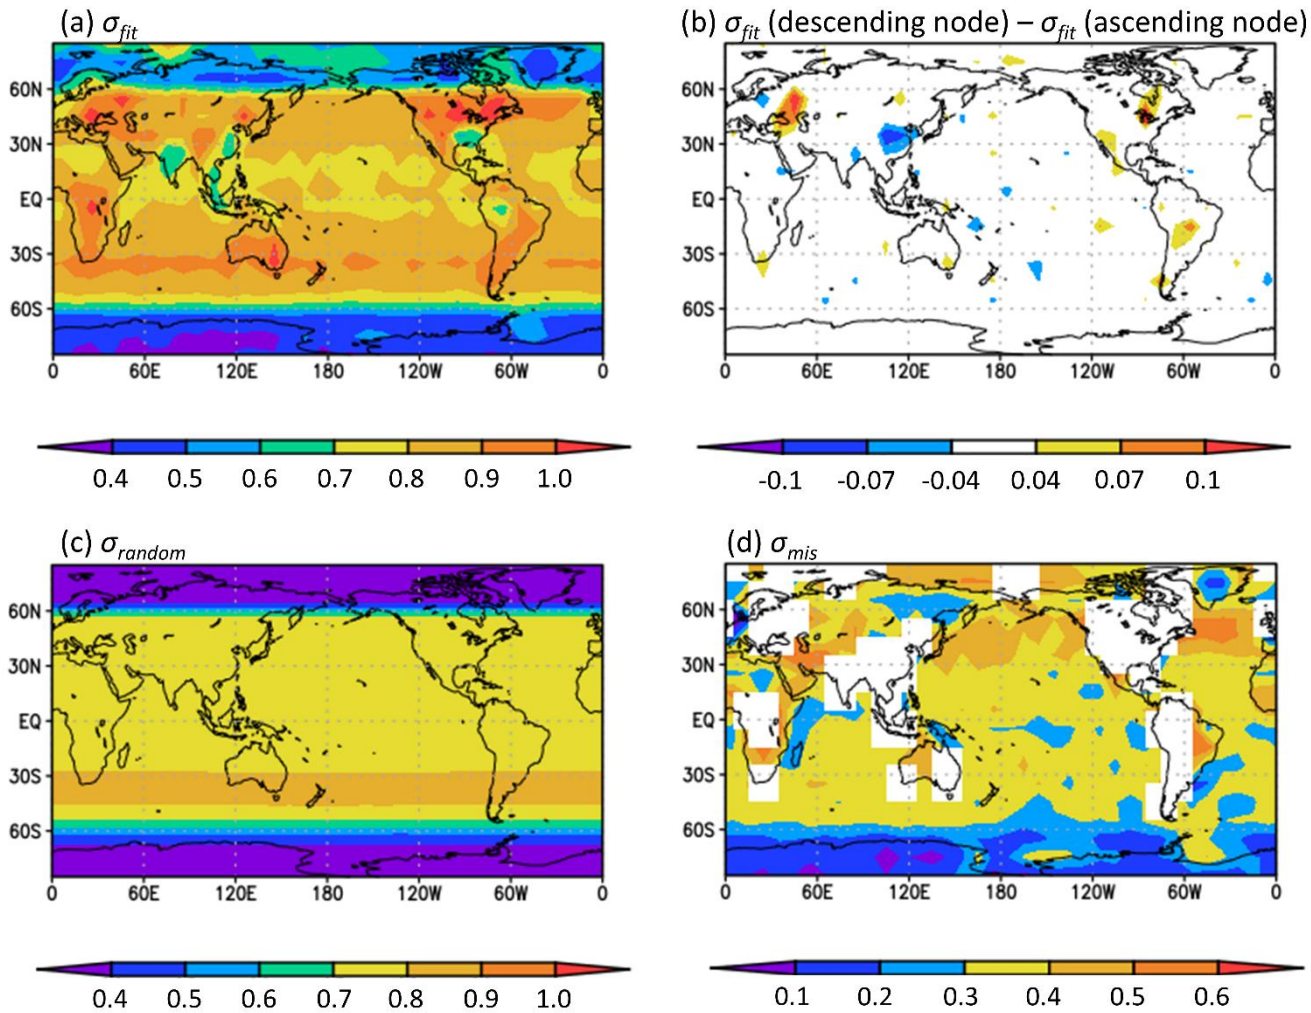 (a) σfit
(b) σfit (descending node) – σfit (ascending node)
60N
30N
EQ
30S
60S
0 60E 120E 180 120W 60W 0
60N
30N
EQ
30S
60S
0 60E 120E 180 120W 60W 0
0.4 0.5 0.6 0.7 0.8 0.9 1.0
-0.1 -0.07 -0.04 0.04 0.07 0.1
(c) σrandom
(d) σmis
60N
30N
EQ
30S
60S
0 60E 120E 180 120W 60W 0
60N
30N
EQ
30S
60S
0 60E 120E 180 120W 60W 0
0.4 0.5 0.6 0.7 0.8 0.9 1.0
0.1 0.2 0.3 0.4 0.5 0.6